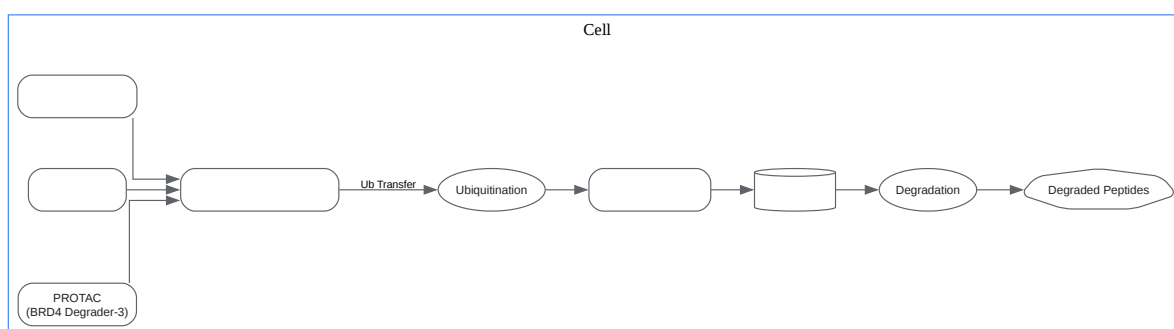 Cell
Ub Transfer
Ubiquitination
Degradation
Degraded Peptides
PROTAC
(BRD4 Degrader-3)